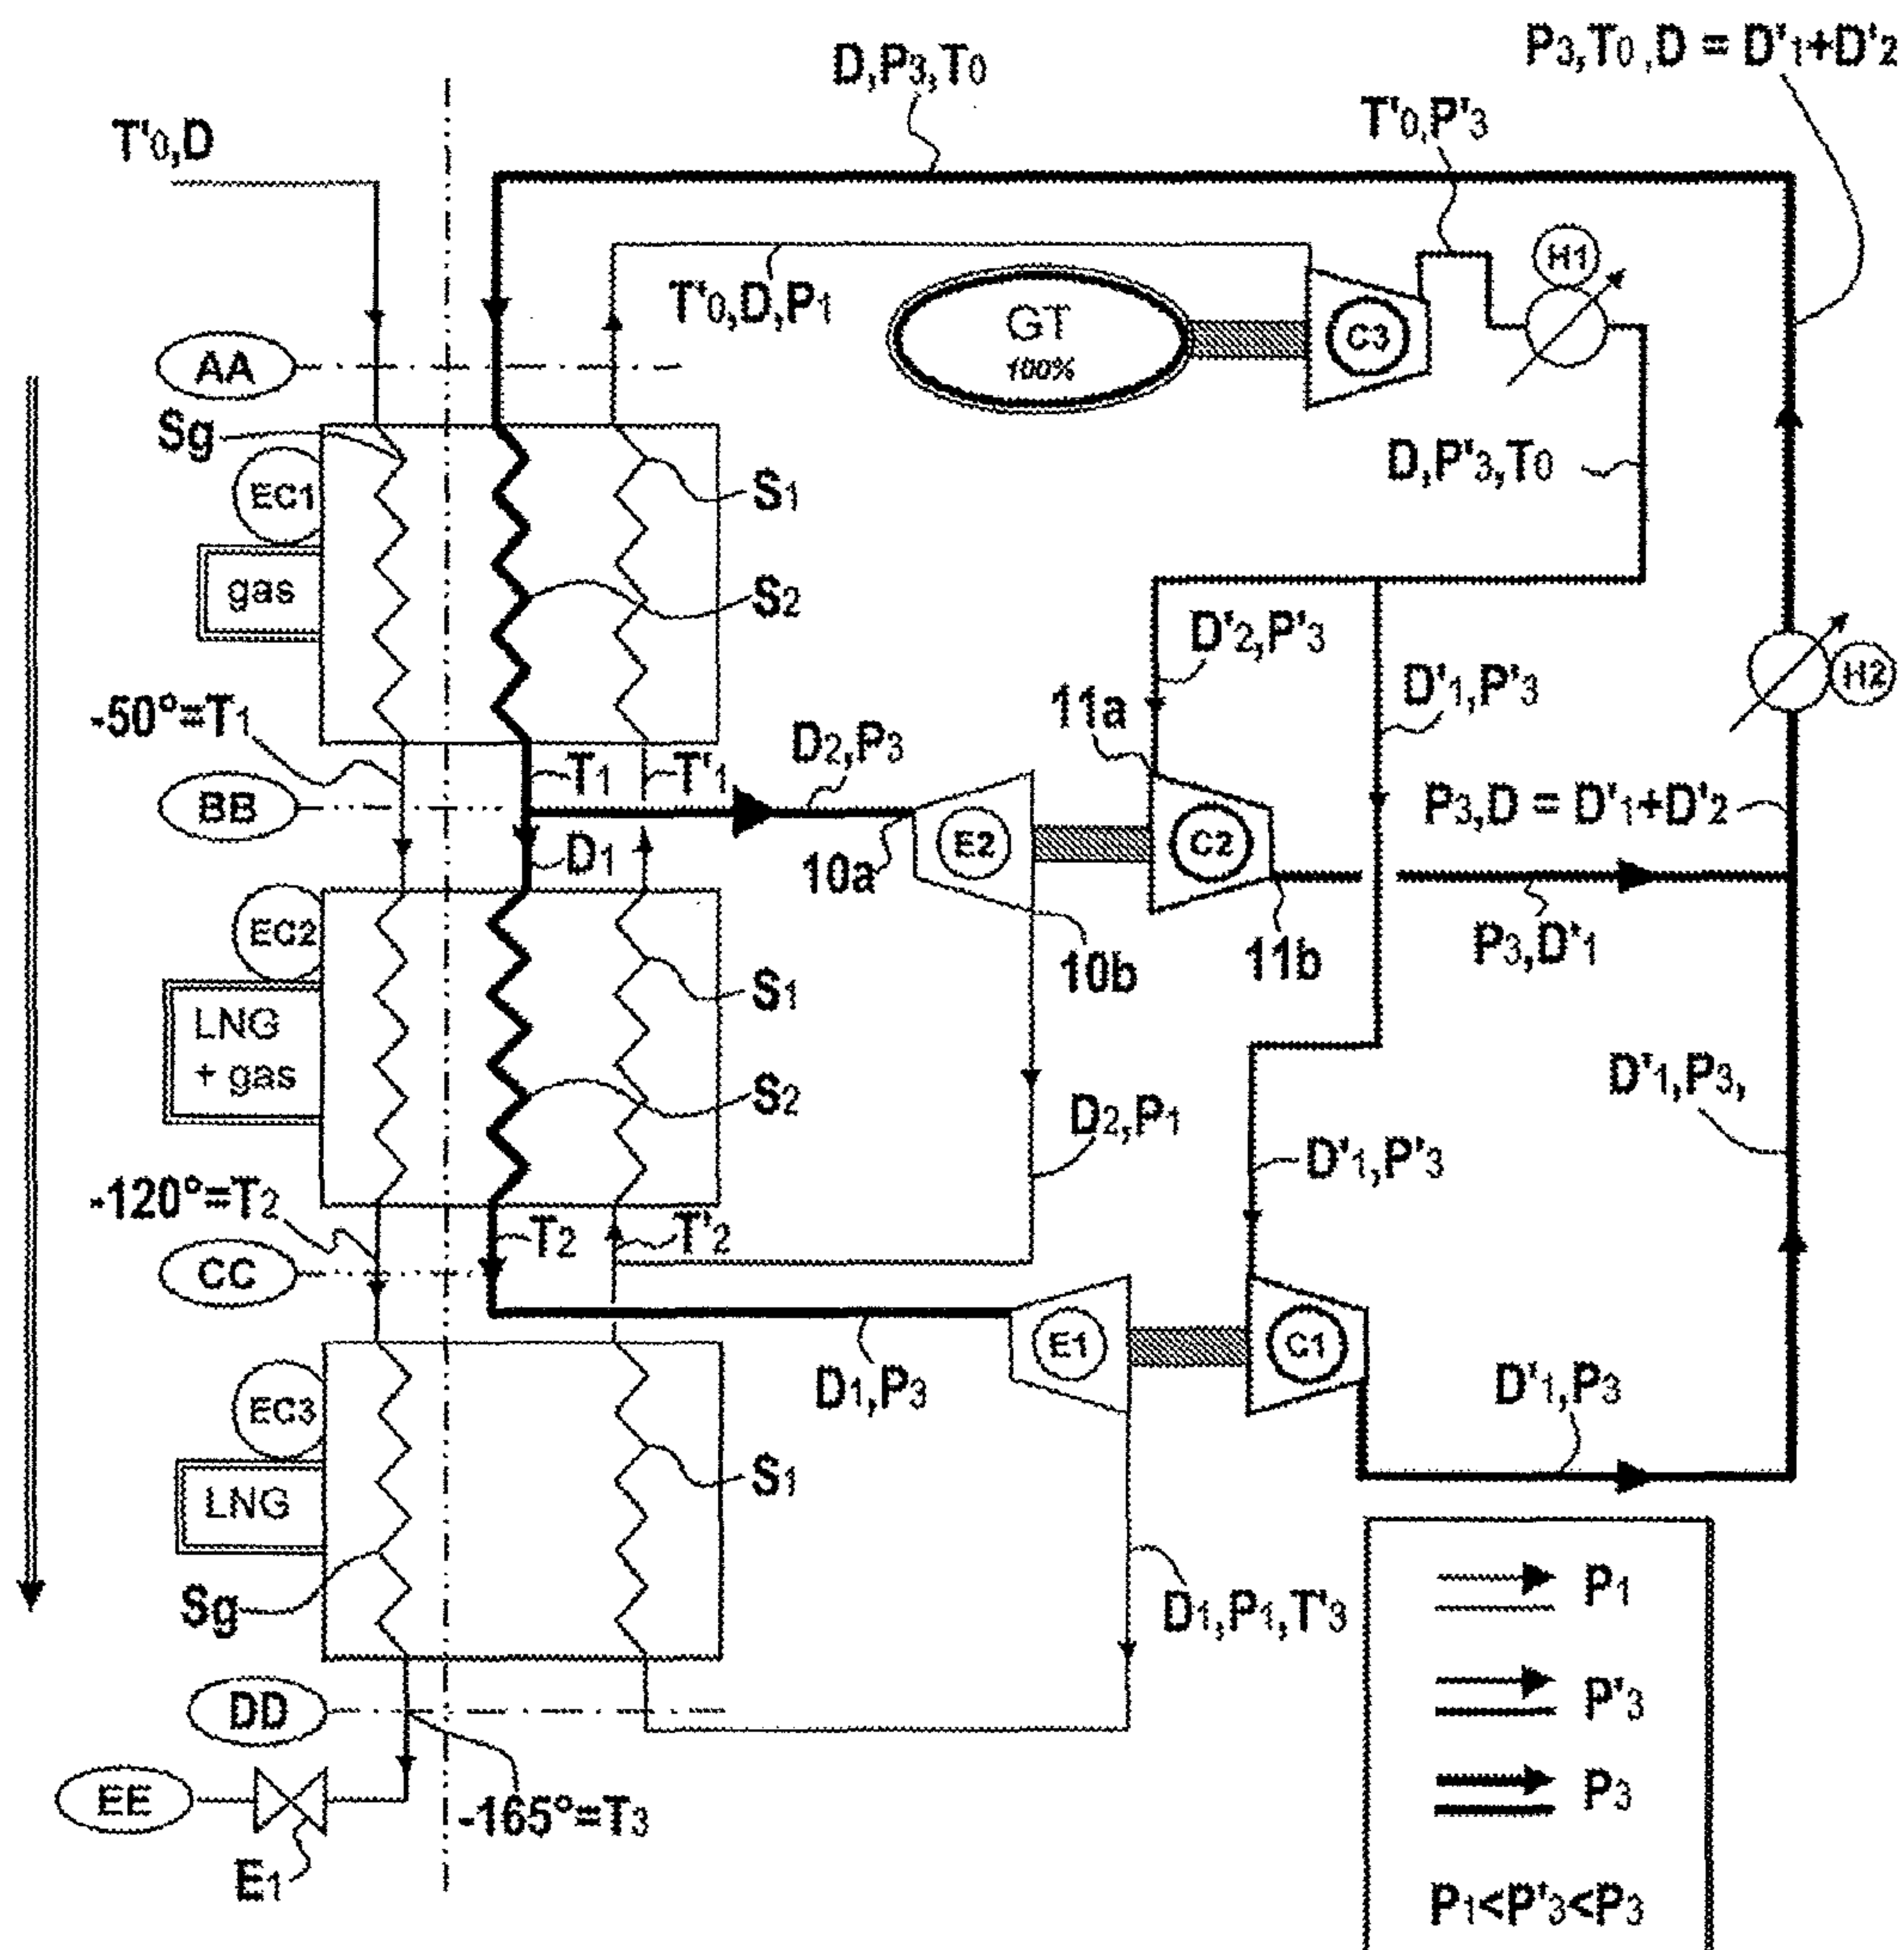 P3,T0,D = D'1+D'2
D,P3,T0
T'0,P'3
T'0,D
H1
T'0,D,P1
GT
100%
C3
AA
Sg
D,P'3,T0
EC1
S1
gas
S2
D'2,P'3
D'1,P'3
H2
-50°=T1
11a
D2,P3
T1
T'1
BB
P3,D = D'1+D'2
D1
10a
E2
C2
EC2
10b
11b
P3,D'1
S1
LNG
+ gas
S2
D'1,P3,
D2,P1
D'1,P'3
-120°=T2
T2
T'2
CC
E1
C1
D1,P3
D'1,P3
EC3
S1
LNG
Sg
D1,P1,T'3
P1
P'3
DD
EE
-165°=T3
P3
E1
P1<P'3<P3